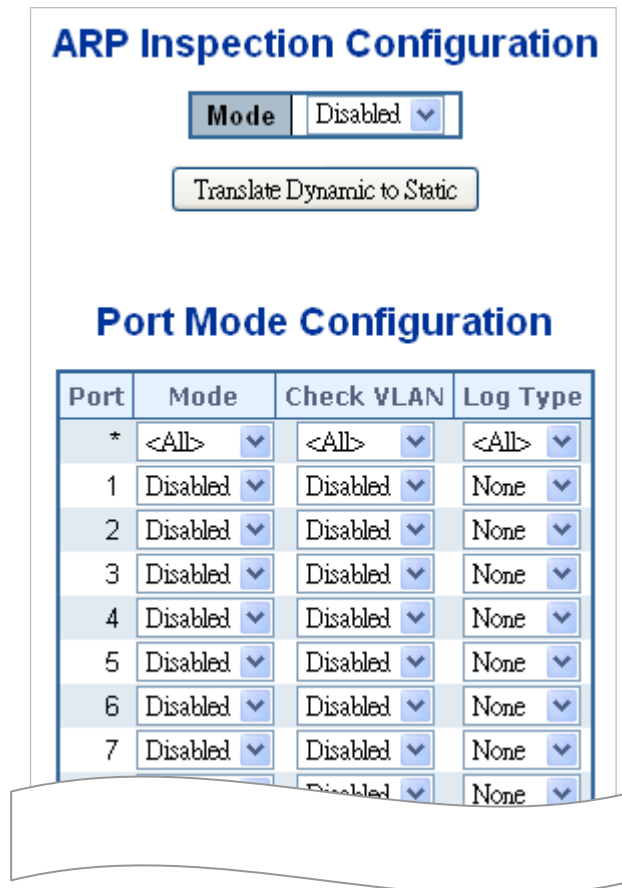 ARP Inspection Configuration
Mode Disabled
Translate Dynamic to Static
Port Mode Configuration
Port Mode Check VLAN Log Type
* <All> <All> <All>
1 Disabled Disabled None
2 Disabled Disabled None
3 Disabled Disabled None
4 Disabled Disabled None
5 Disabled Disabled None
6 Disabled Disabled None
7 Disabled Disabled None
Disabled None